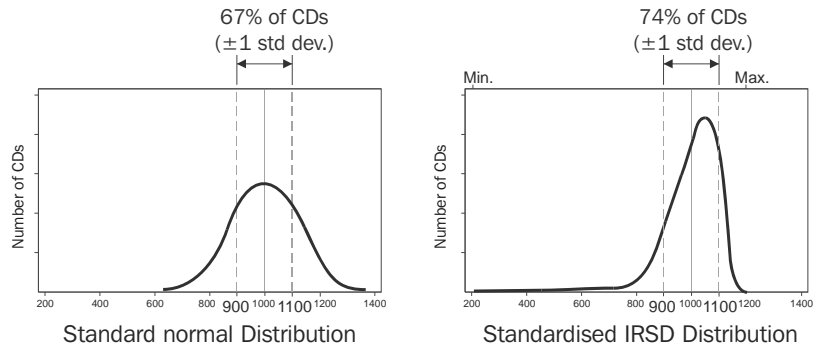 67% of CDs
(±1 std dev.)
Number of CDs
200 400 600 800 900 1000 1100 1200 1400
Standard normal Distribution
74% of CDs
(±1 std dev.)
Min. Max.
Number of CDs
200 400 600 800 900 1000 1100 1200 1400
Standardised IRSD Distribution